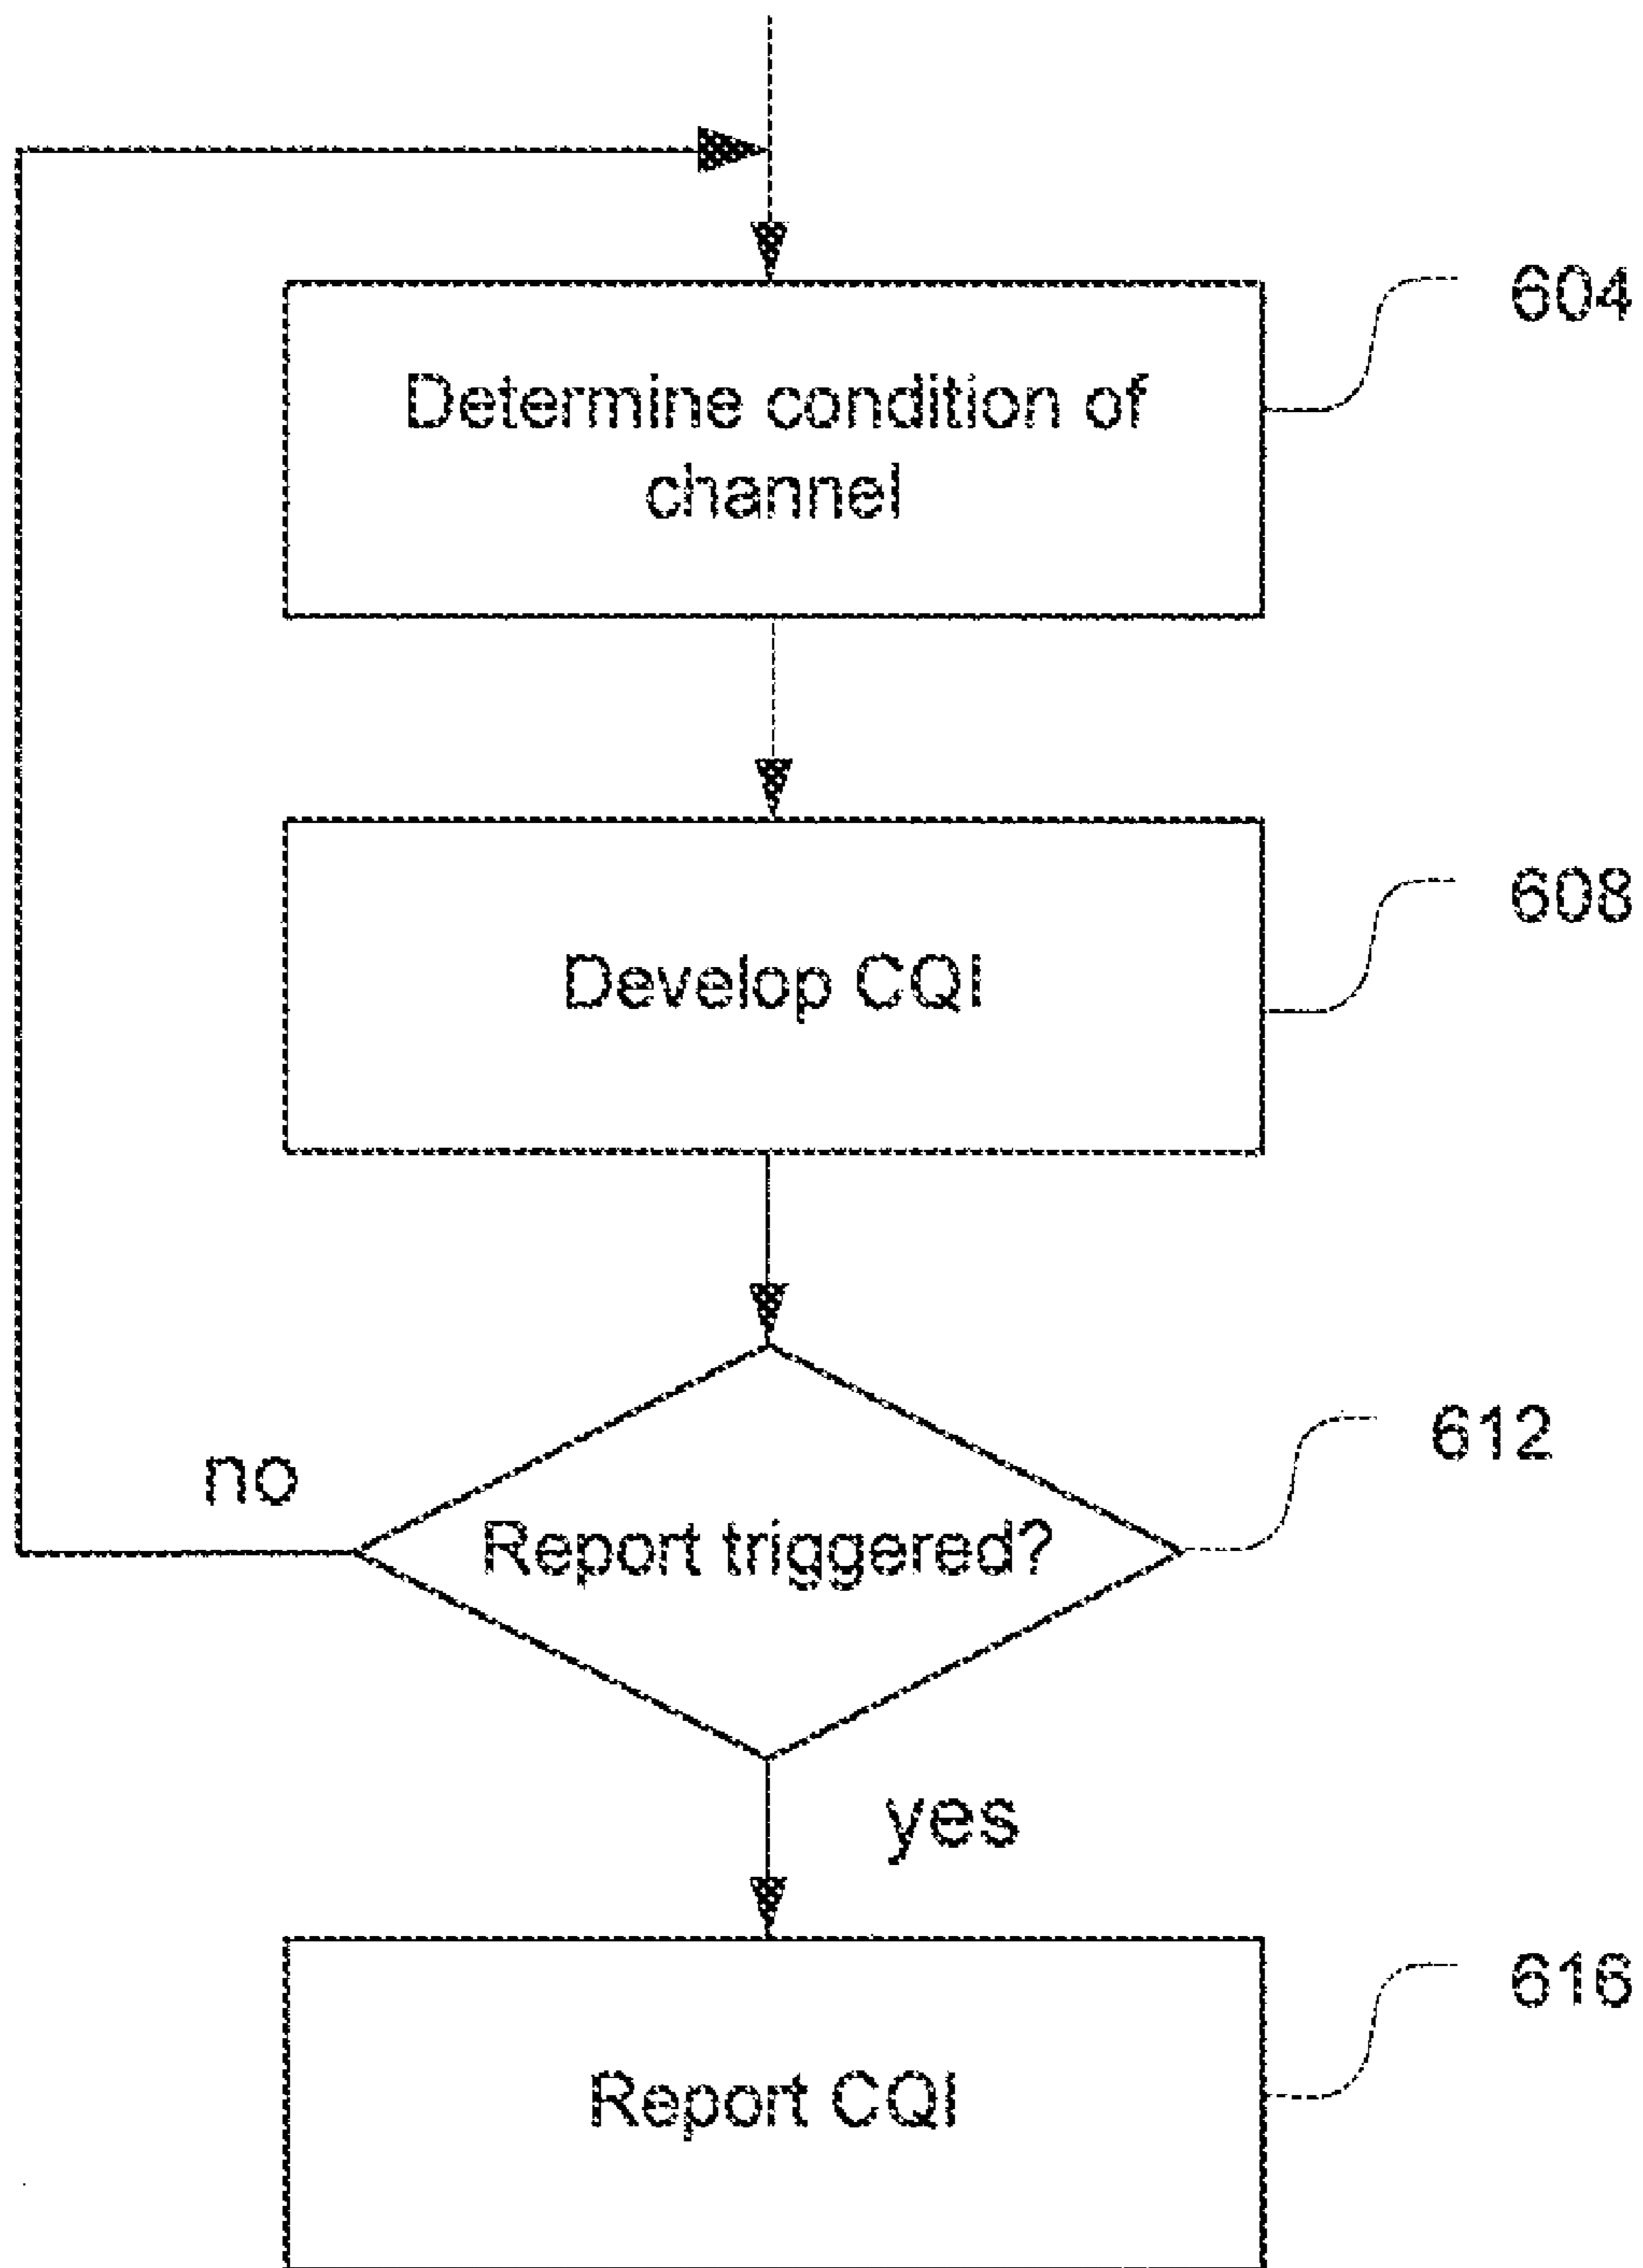 604
Determine condition of
channel
608
Develop CQI
612
no
Report triggered?
yes
616
Report CQI